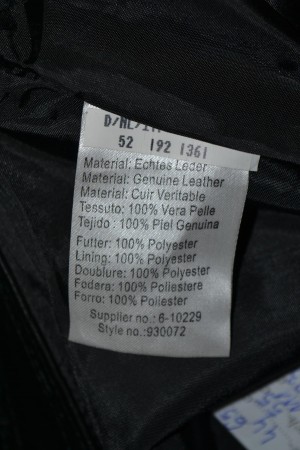 52 192 1361
Material: Echtes Leder
Material: Genuine Leather
Material: Cuir Veritable
Tessuto: 100% Vera Pelle
Tejido : 100% Piel Genuina
Futter: 100% Polyester
Lining: 100% Polyester
Doublure: 100% Polyester
Fodera: 100% Poliestere
Forro: 100% Poliester
Supplier no.: 6-10229
Style no.: 930072